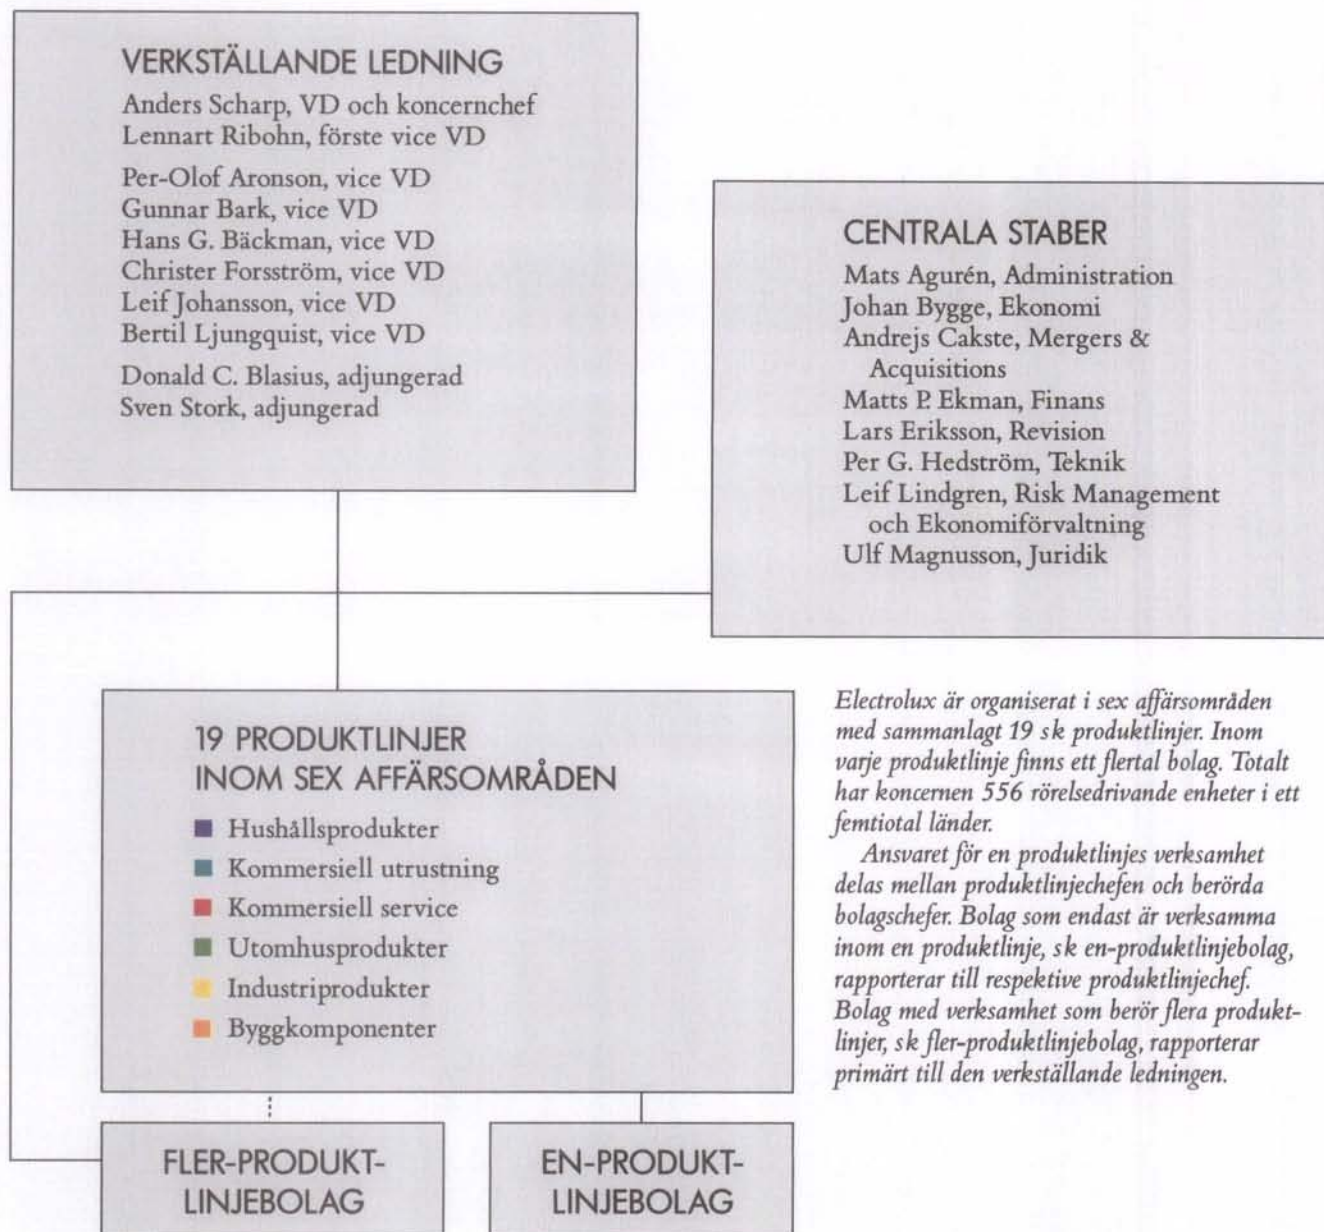 VERKSTÄLLANDE LEDNING
Anders Scharp, VD och koncernchef
Lennart Ribohn, förste vice VD
Per-Olof Aronson, vice VD
Gunnar Bark, vice VD
Hans G. Bäckman, vice VD
Christer Forsström, vice VD
Leif Johansson, vice VD
Bertil Ljungquist, vice VD
Donald C. Blasius, adjungerad
Sven Stork, adjungerad
CENTRALA STABER
Mats Agurén, Administration
Johan Bygge, Ekonomi
Andrejs Cakste, Mergers &
Acquisitions
Matts P. Ekman, Finans
Lars Eriksson, Revision
Per G. Hedström, Teknik
Leif Lindgren, Risk Management
och Ekonomiförvaltning
Ulf Magnusson, Juridik
19 PRODUKTLINJER
INOM SEX AFFÄRSOMRÅDEN
Hushållsprodukter
Kommersiell utrustning
Kommersiell service
Utomhusprodukter
Industriprodukter
Byggkomponenter
Electrolux är organiserat i sex affärsområden
med sammanlagt 19 sk produktlinjer. Inom
varje produktlinje finns ett flertal bolag. Totalt
har koncernen 556 rörelsedrivande enheter i ett
femtiotal länder.
Ansvaret för en produktlinjes verksamhet
delas mellan produktlinjechefen och berörda
bolagschefer. Bolag som endast är verksamma
inom en produktlinje, sk en-produktlinjebolag,
rapporterar till respektive produktlinjechef.
Bolag med verksamhet som berör flera produkt-
linjer, sk fler-produktlinjebolag, rapporterar
primärt till den verkställande ledningen.
FLER-PRODUKT-
LINJEBOLAG
EN-PRODUKT-
LINJEBOLAG